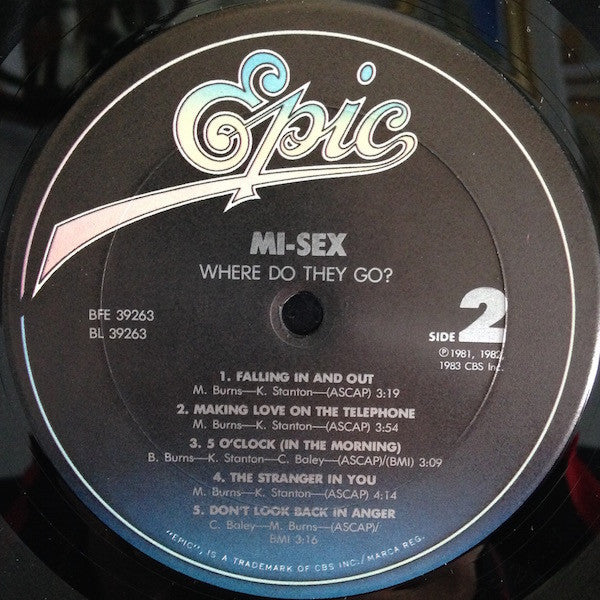 Epic
MI-SEX
WHERE DO THEY GO?
BFE 39263
BL 39263
SIDE 2
℗ 1981, 1982,
1983 CBS Inc.
1. FALLING IN AND OUT
M. Burns—K. Stanton—(ASCAP) 3:19
2. MAKING LOVE ON THE TELEPHONE
M. Burns—K. Stanton—(ASCAP) 3:54
3. 5 O'CLOCK (IN THE MORNING)
B. Burns—K. Stanton—C. Baley—(ASCAP)/(BMI) 3:09
4. THE STRANGER IN YOU
M. Burns—K. Stanton—(ASCAP) 4:14
5. DON'T LOOK BACK IN ANGER
C. Baley—M. Burns—(ASCAP)/
BMI 3:16
"EPIC", IS A TRADEMARK OF CBS INC./MARCA REG.